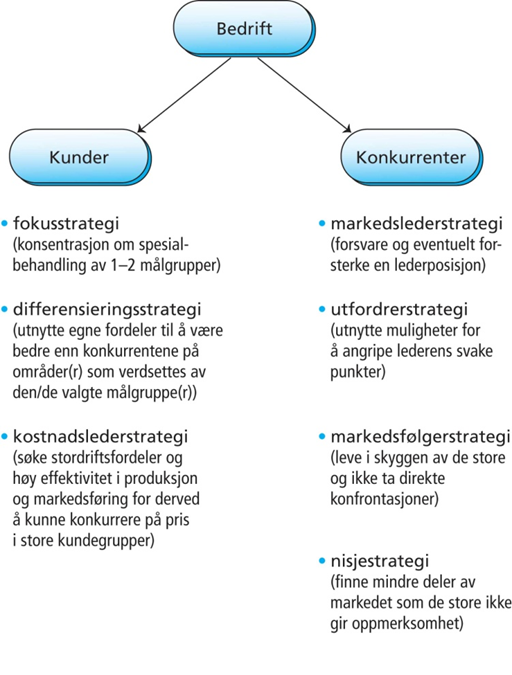 Bedrift
Kunder
Konkurrenter
• fokusstrategi
(konsentrasjon om spesial-
behandling av 1–2 målgrupper)
• differensieringsstrategi
(utnytte egne fordeler til å være
bedre enn konkurrentene på
områder(r) som verdsettes av
den/de valgte målgruppe(r))
• kostnadslederstrategi
(søke stordriftsfordeler og
høy effektivitet i produksjon
og markedsføring for derved
å kunne konkurrere på pris
i store kundegrupper)
• markedslederstrategi
(forsvare og eventuelt for-
sterke en lederposisjon)
• utfordrerstrategi
(utnytte muligheter for
å angripe lederens svake
punkter)
• markedsfølgerstrategi
(leve i skyggen av de store
og ikke ta direkte
konfrontasjoner)
• nisjestrategi
(finne mindre deler av
markedet som de store ikke
gir oppmerksomhet)